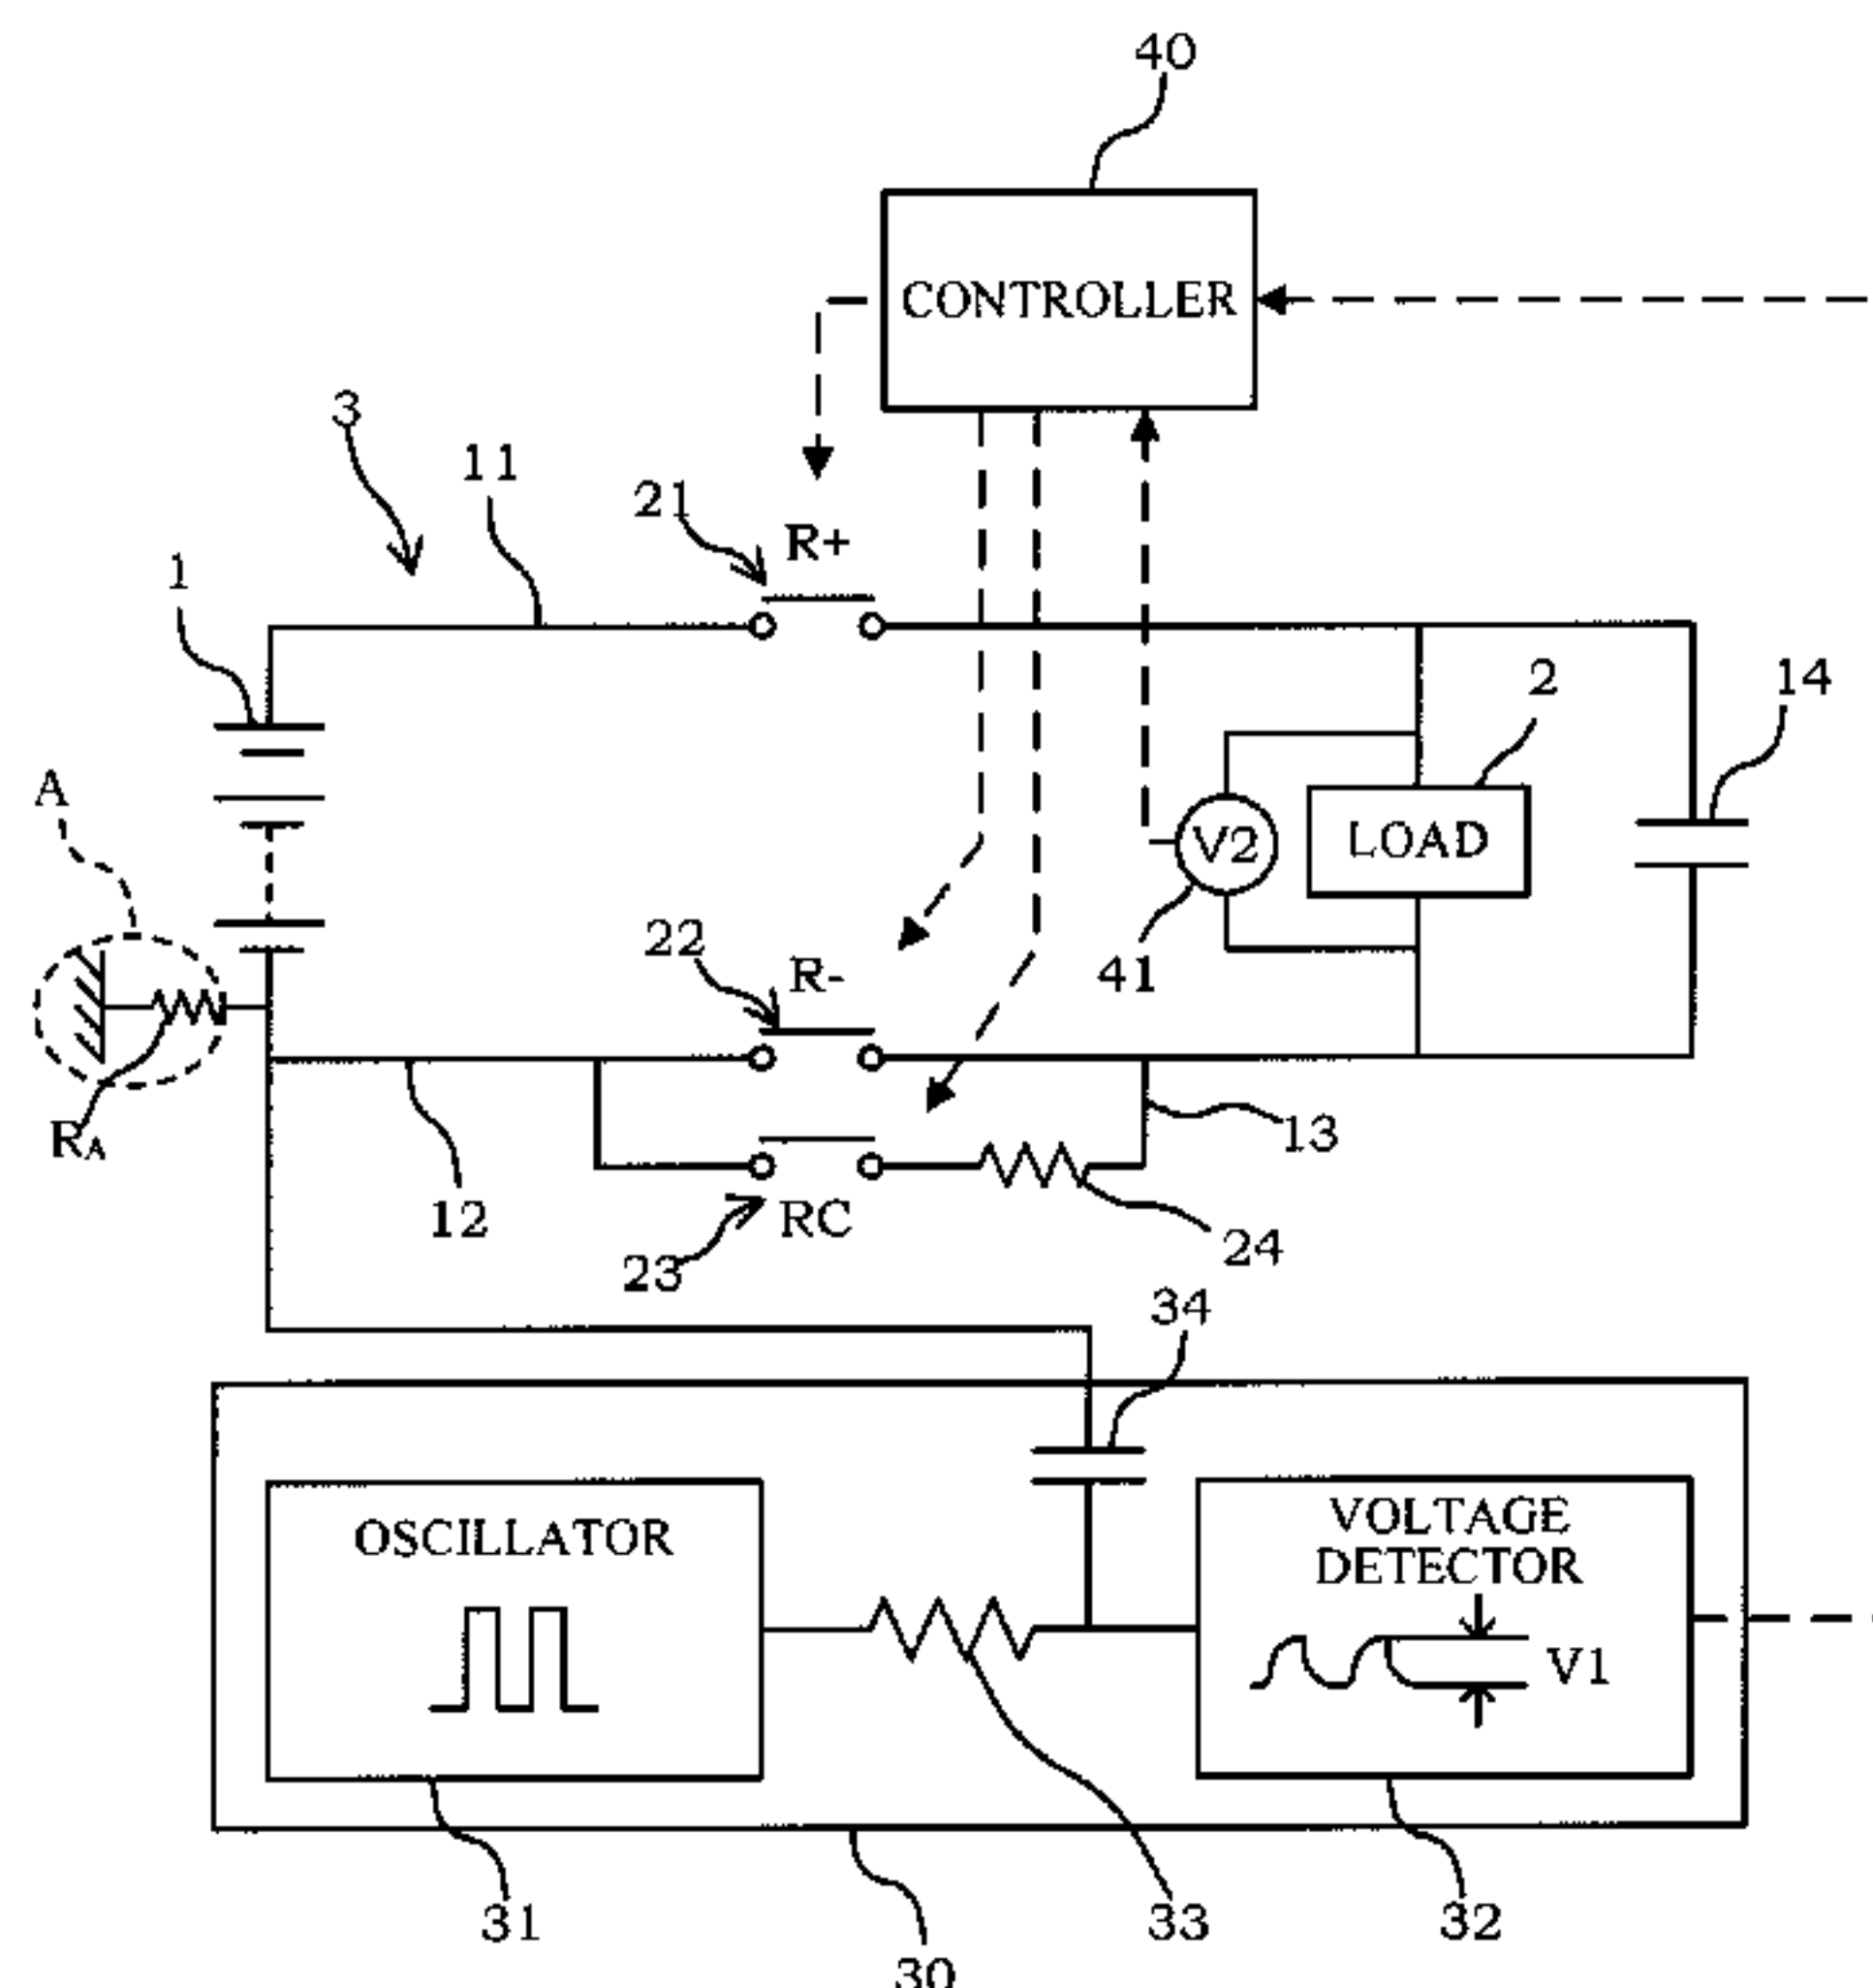 40
CONTROLLER
3
11
21
R+
1
2
14
A
V2
LOAD
22
R-
41
RA
13
12
23
RC
24
34
OSCILLATOR
VOLTAGE
DETECTOR
V1
31
33
32
30